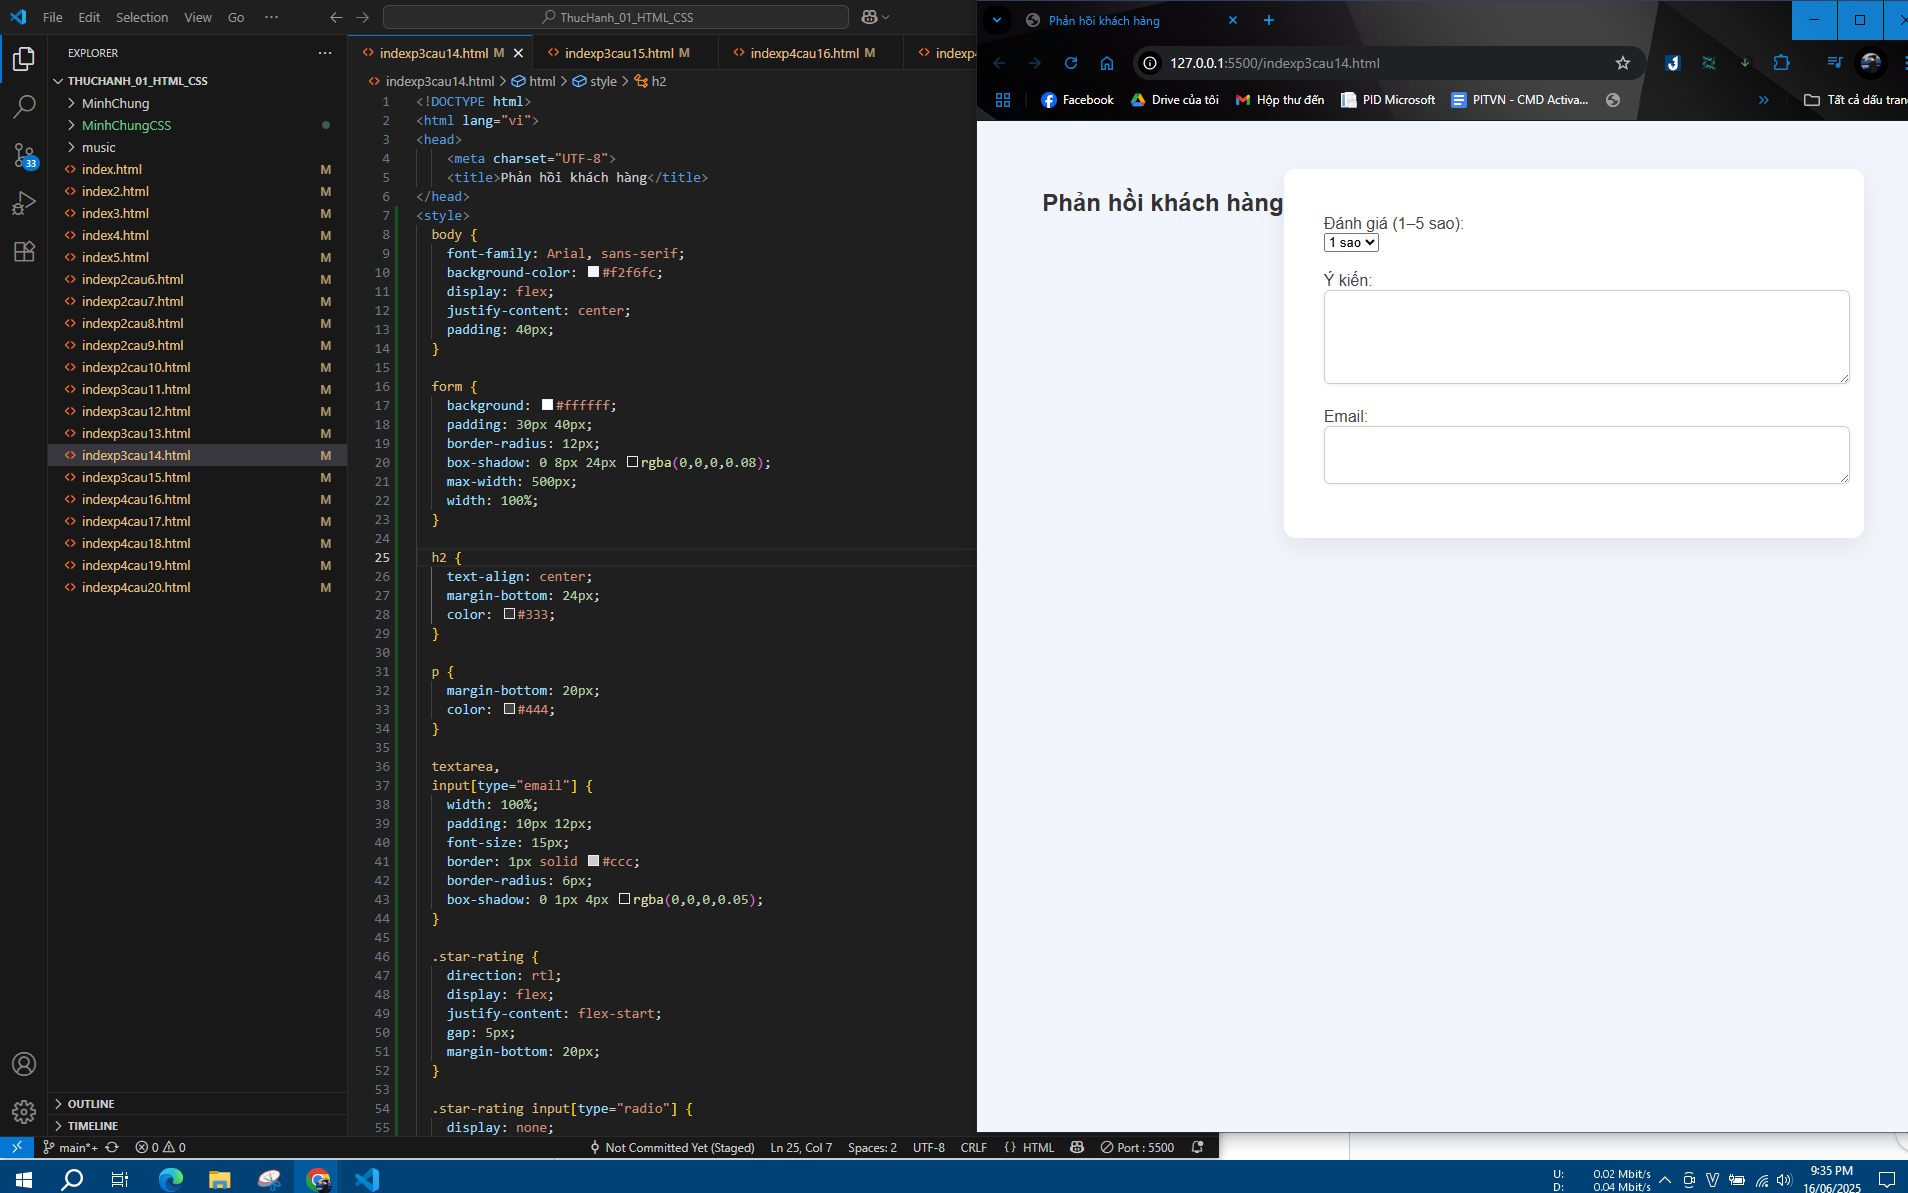 File Edit Selection View Go ··· ThucHanh_01_HTML_CSS
EXPLORER
THUCHANH_01_HTML_CSS
MinhChung
MinhChungCSS
music
index.html M
index2.html M
index3.html M
index4.html M
index5.html M
indexp2cau6.html M
indexp2cau7.html M
indexp2cau8.html M
indexp2cau9.html M
indexp2cau10.html M
indexp3cau11.html M
indexp3cau12.html M
indexp3cau13.html M
indexp3cau14.html M
indexp3cau15.html M
indexp4cau16.html M
indexp4cau17.html M
indexp4cau18.html M
indexp4cau19.html M
indexp4cau20.html M
33
OUTLINE
TIMELINE
indexp3cau14.html M indexp3cau15.html M indexp4cau16.html M indexp4
indexp3cau14.html > html > style > h2
1 <!DOCTYPE html>
2 <html lang="vi">
3 <head>
4 <meta charset="UTF-8">
5 <title>Phản hồi khách hàng</title>
6 </head>
7 <style>
8 body {
9 font-family: Arial, sans-serif;
10 background-color: #f2f6fc;
11 display: flex;
12 justify-content: center;
13 padding: 40px;
14 }
15
16 form {
17 background: #ffffff;
18 padding: 30px 40px;
19 border-radius: 12px;
20 box-shadow: 0 8px 24px rgba(0,0,0,0.08);
21 max-width: 500px;
22 width: 100%;
23 }
24
25 h2 {
26 text-align: center;
27 margin-bottom: 24px;
28 color: #333;
29 }
30
31 p {
32 margin-bottom: 20px;
33 color: #444;
34 }
35
36 textarea,
37 input[type="email"] {
38 width: 100%;
39 padding: 10px 12px;
40 font-size: 15px;
41 border: 1px solid #ccc;
42 border-radius: 6px;
43 box-shadow: 0 1px 4px rgba(0,0,0,0.05);
44 }
45
46 .star-rating {
47 direction: rtl;
48 display: flex;
49 justify-content: flex-start;
50 gap: 5px;
51 margin-bottom: 20px;
52 }
53
54 .star-rating input[type="radio"] {
55 display: none;
main*+ 0 0 Not Committed Yet (Staged) Ln 25, Col 7 Spaces: 2 UTF-8 CRLF {} HTML Port : 5500
Phản hồi khách hàng
127.0.0.1:5500/indexp3cau14.html
Facebook Drive của tôi Hộp thư đến PID Microsoft PITVN - CMD Activa... » Tất cả dấu tran
Phản hồi khách hàng
Đánh giá (1–5 sao):
1 sao
Ý kiến:
Email:
U: 0.02 Mbit/s
D: 0.04 Mbit/s
9:35 PM
16/06/2025